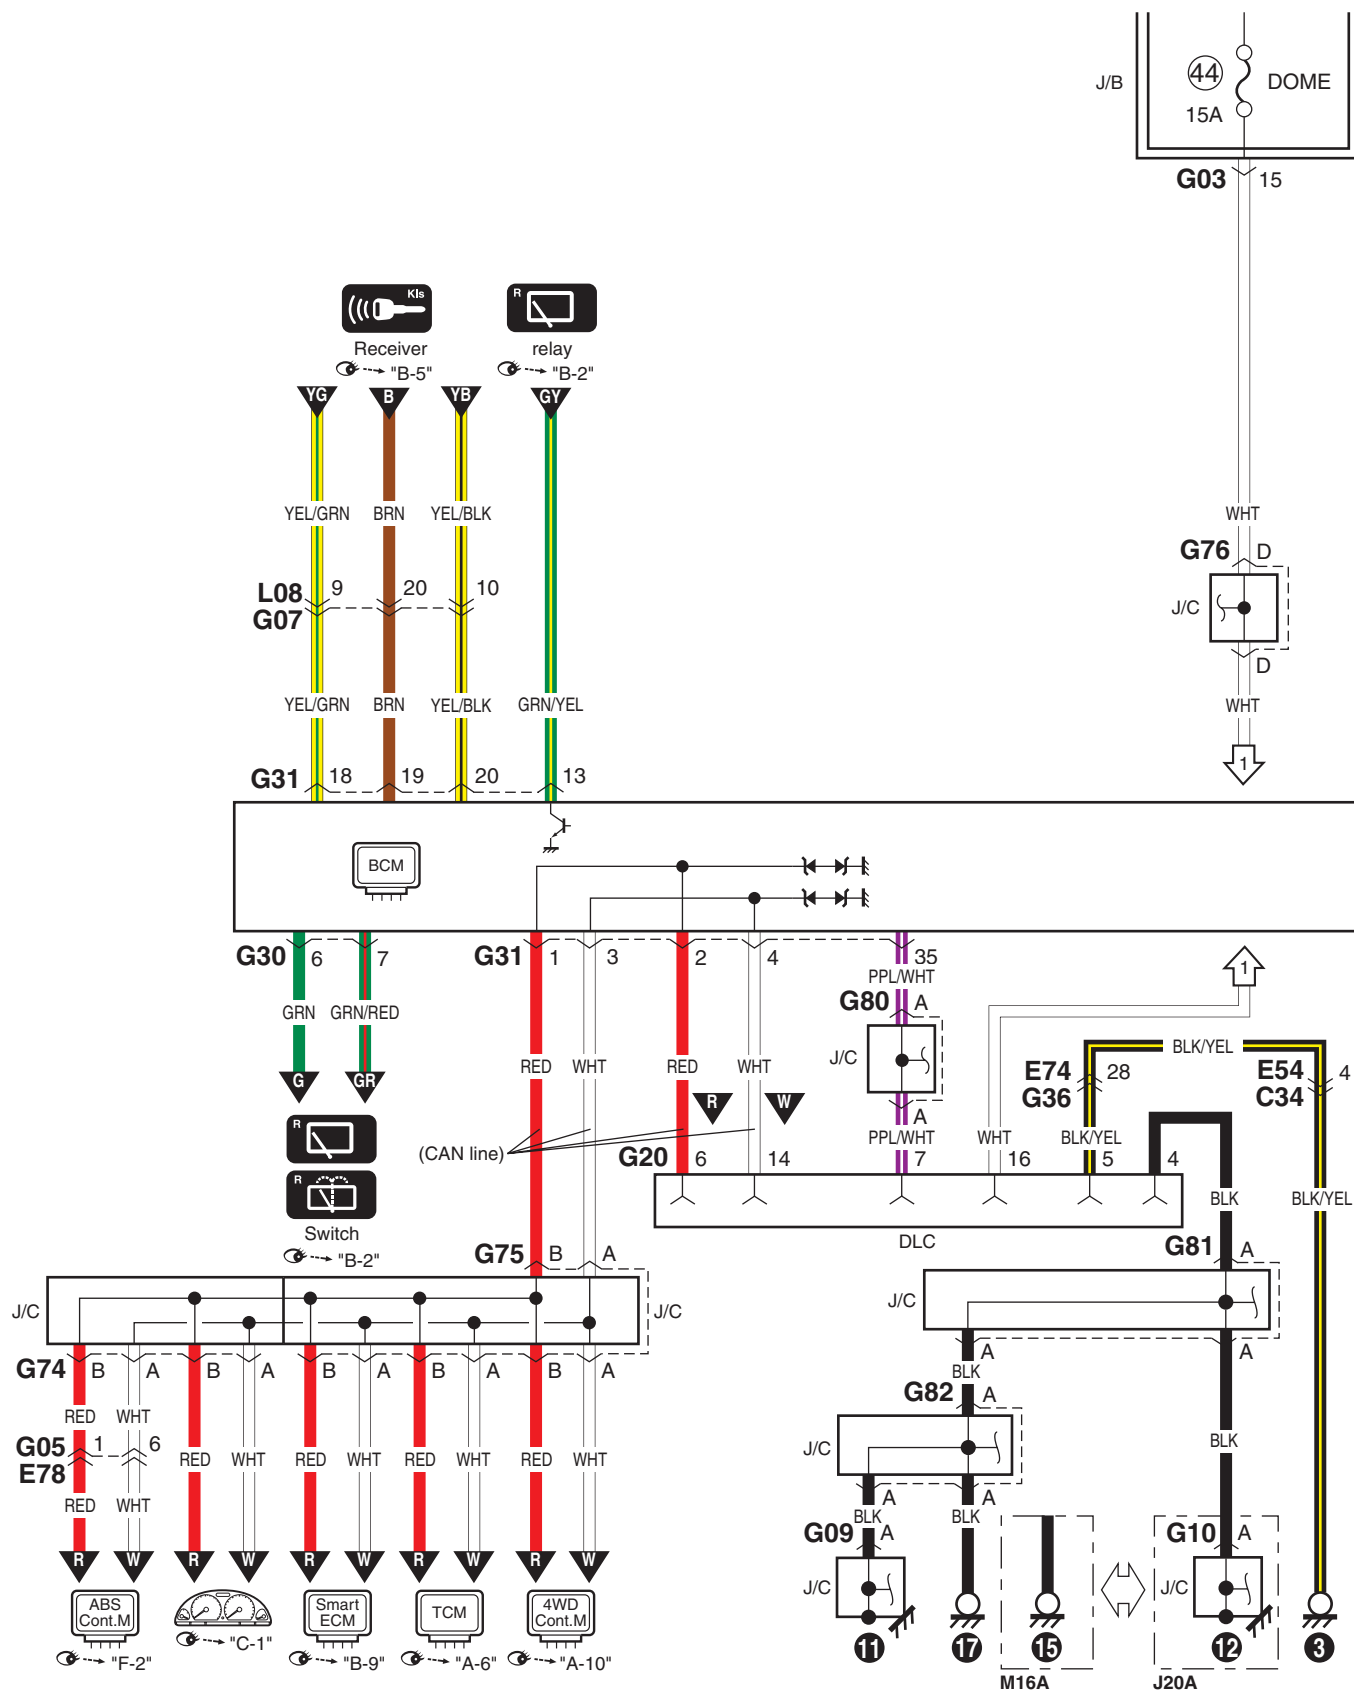 44
DOME
J/B
15A
G03 15
KIs
R
Receiver
relay
"B-5"
"B-2"
YG B YB GY
YEL/GRN BRN YEL/BLK
WHT
G76 D
L08 9 20 10
G07
J/C
D
YEL/GRN BRN YEL/BLK GRN/YEL
WHT
1
G31 18 19 20 13
BCM
G30 6 7
G31 1 3 2 4 35
PPL/WHT
1
G80 A
GRN GRN/RED
BLK/YEL
J/C
RED WHT RED WHT
E74 28
G36
E54 4
C34
G GR
R W
A
R
(CAN line)
PPL/WHT WHT BLK/YEL
G20 6 14 7 16 5 4
R
BLK BLK/YEL
Switch
"B-2"
DLC
G75 B A
G81 A
J/C J/C
J/C
G74 B A B A B A B A B A
A A
BLK
G82 A
RED WHT
G05 1 6
E78
J/C
BLK
RED WHT RED WHT RED WHT RED WHT
RED WHT
A A
BLK BLK
G09 A
G10 A
R W R W R W R W R W
J/C
J/C
ABS
Cont.M
Smart
ECM
TCM
4WD
Cont.M
"F-2"
"C-1"
"B-9"
"A-6"
"A-10"
11 17 15 12 3
M16A
J20A